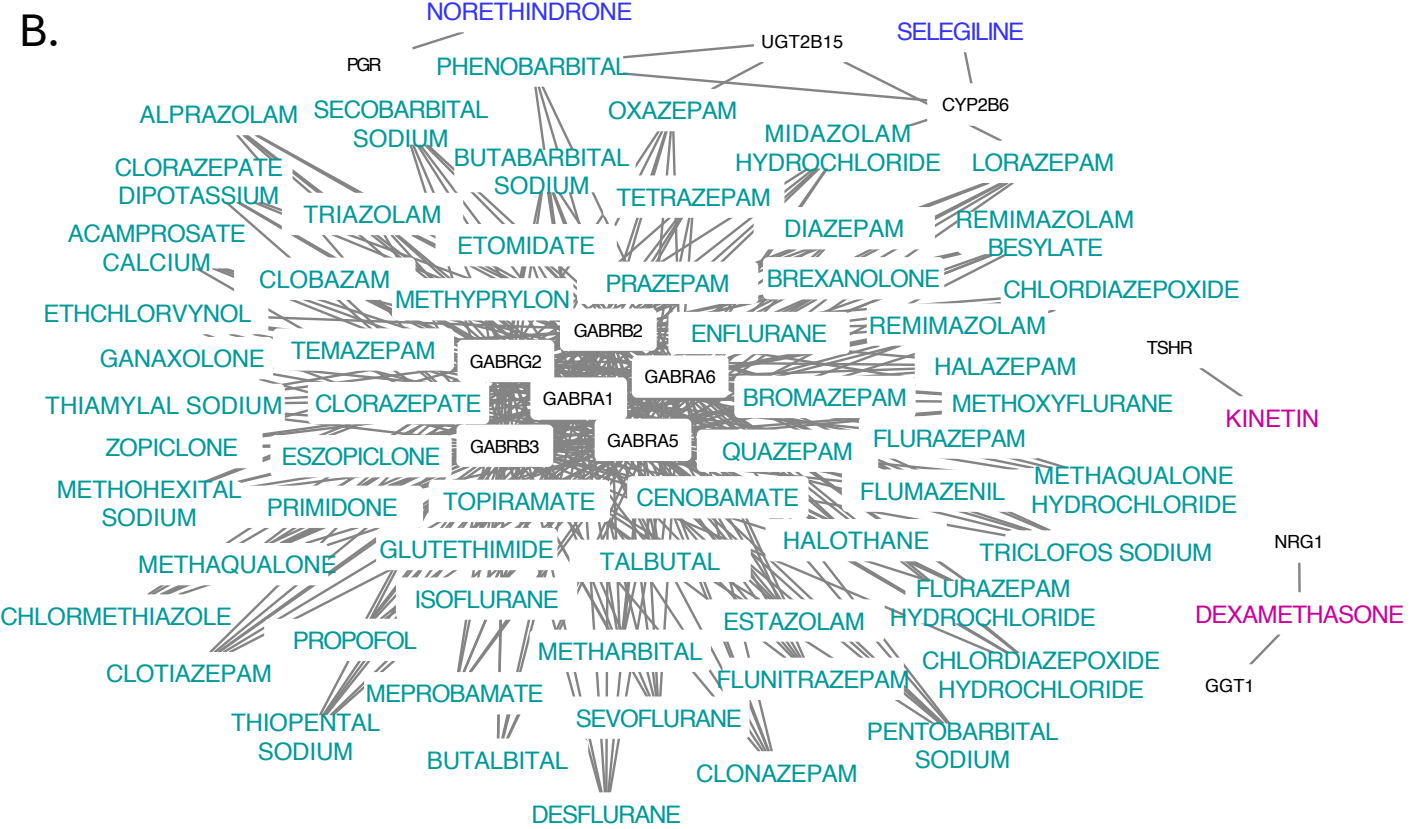 B.
NORETHINDRONE
SELEGILINE
UGT2B15
PGR
PHENOBARBITAL
CYP2B6
ALPRAZOLAM
SECOBARBITAL
SODIUM
OXAZEPAM
MIDAZOLAM
HYDROCHLORIDE
LORAZEPAM
CLORAZEPATE
DIPOTASSIUM
BUTABARBITAL
SODIUM
TETRAZEPAM
TRIAZOLAM
DIAZEPAM
REMIMAZOLAM
BESYLATE
ACAMPROSATE
CALCIUM
ETOMIDATE
CLOBAZAM
METHYPRYLON
PRAZEPAM
BREXANOLONE
CHLORDIAZEPOXIDE
ETHCHLORVYNOL
GABRB2
ENFLURANE
REMIMAZOLAM
TSHR
GANAXOLONE
TEMAZEPAM
GABRG2
GABRA6
HALAZEPAM
THIAMYLAL SODIUM
CLORAZEPATE
GABRA1
BROMAZEPAM
METHOXYFLURANE
KINETIN
ZOPICLONE
ESZOPICLONE
GABRB3
GABRA5
QUAZEPAM
FLURAZEPAM
METHAQUALONE
HYDROCHLORIDE
METHOHEXITAL
SODIUM
PRIMIDONE
TOPIRAMATE
CENOBAMATE
FLUMAZENIL
METHAQUALONE
GLUTETHIMIDE
TALBUTAL
HALOTHANE
TRICLOFOS SODIUM
NRG1
CHLORMETHIAZOLE
ISOFLURANE
ESTAZOLAM
FLURAZEPAM
HYDROCHLORIDE
DEXAMETHASONE
CLOTIAZEPAM
PROPOFOL
METHARBITAL
CHLORDIAZEPOXIDE
HYDROCHLORIDE
GGT1
MEPROBAMATE
FLUNITRAZEPAM
THIOPENTAL
SODIUM
SEVOFLURANE
PENTOBARBITAL
SODIUM
BUTALBITAL
CLONAZEPAM
DESFLURANE